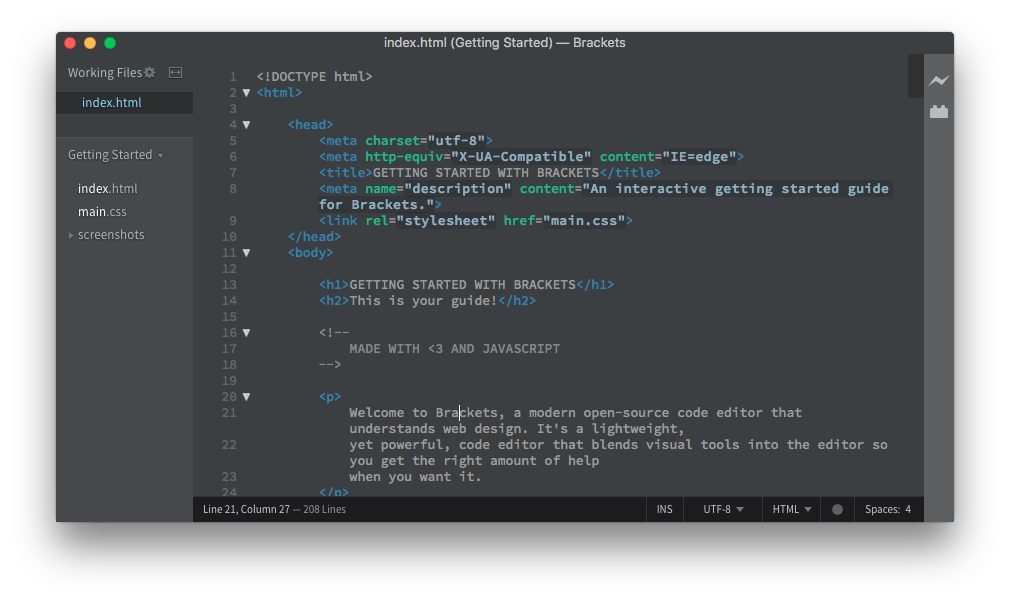 index.html (Getting Started) — Brackets
Working Files
index.html
Getting Started
index.html
main.css
screenshots
1 <!DOCTYPE html>
2 <html>
3
4 <head>
5 <meta charset="utf-8">
6 <meta http-equiv="X-UA-Compatible" content="IE=edge">
7 <title>GETTING STARTED WITH BRACKETS</title>
8 <meta name="description" content="An interactive getting started guide
for Brackets.">
9 <link rel="stylesheet" href="main.css">
10 </head>
11 <body>
12
13 <h1>GETTING STARTED WITH BRACKETS</h1>
14 <h2>This is your guide!</h2>
15
16 <!--
17 MADE WITH <3 AND JAVASCRIPT
18 -->
19
20 <p>
21 Welcome to Brackets, a modern open-source code editor that
understands web design. It's a lightweight,
22 yet powerful, code editor that blends visual tools into the editor so
you get the right amount of help
23 when you want it.
24 </p>
Line 21, Column 27 — 208 Lines INS UTF-8 HTML Spaces: 4